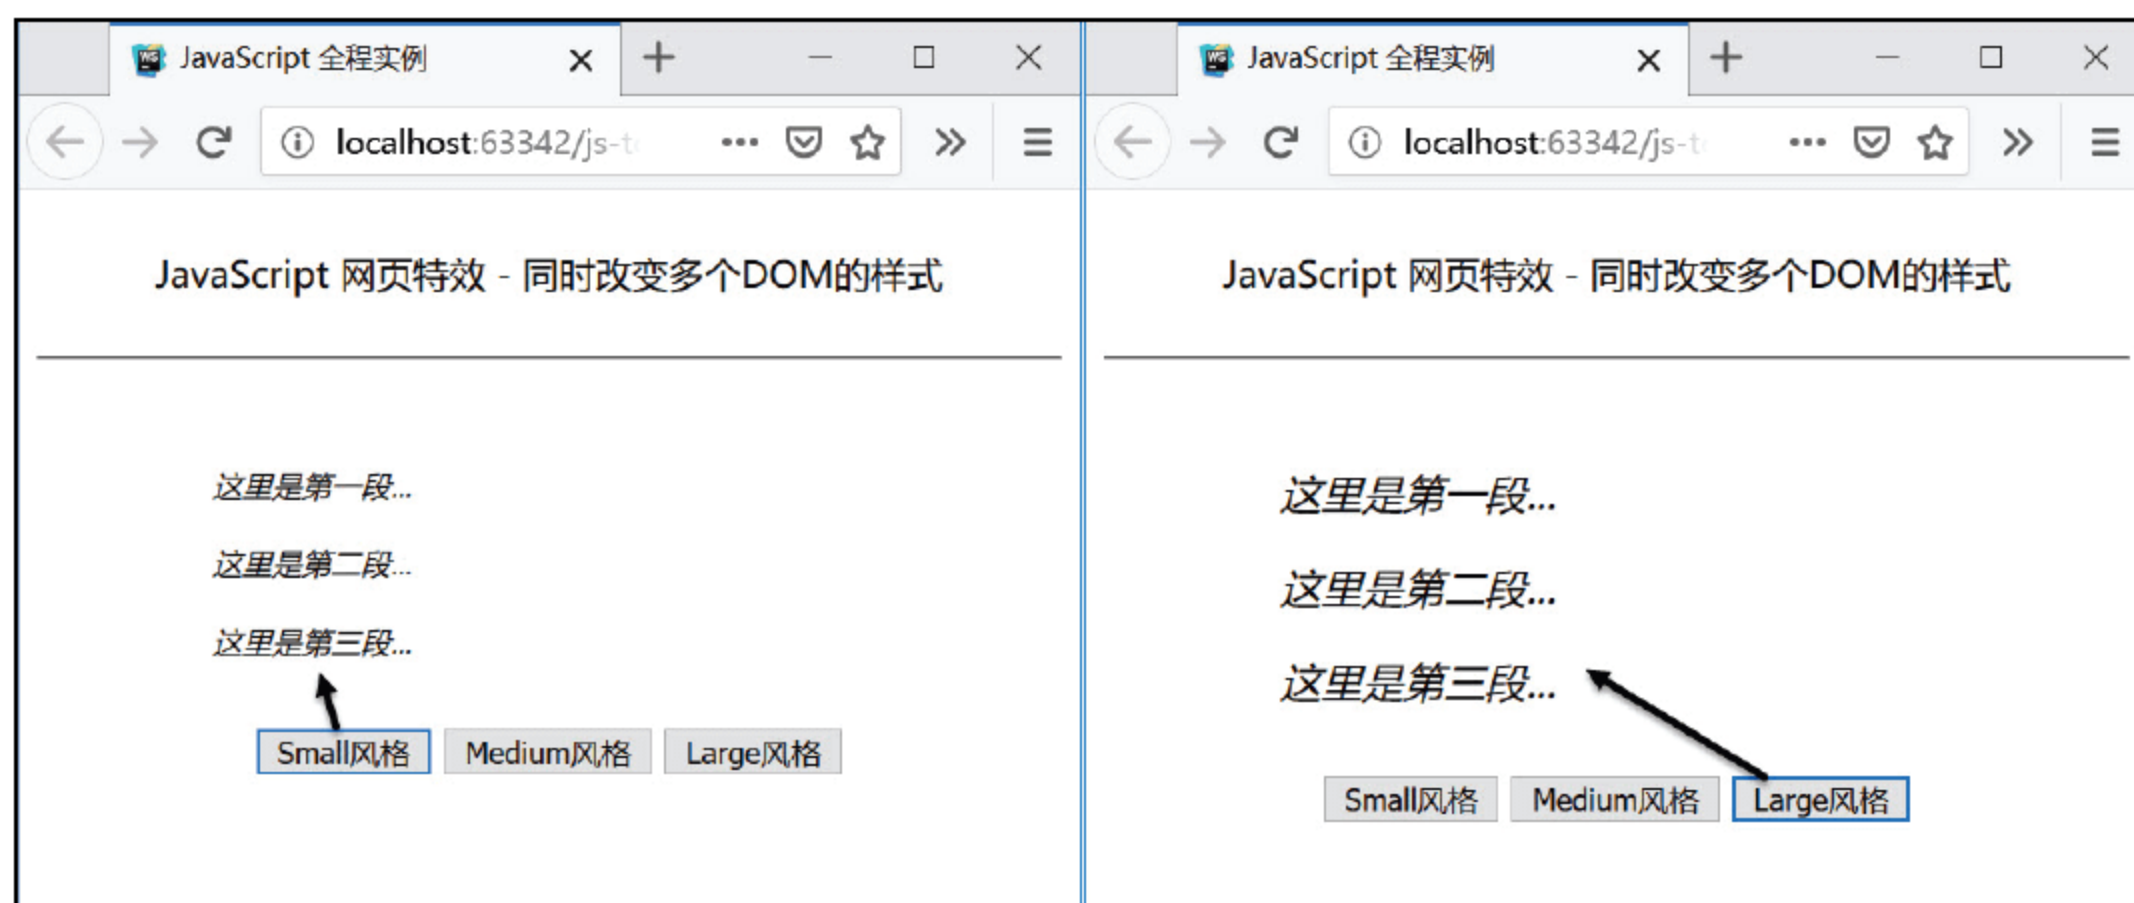 JavaScript 全程实例
localhost:63342/js-t
JavaScript 网页特效 - 同时改变多个DOM的样式
这里是第一段...
这里是第二段...
这里是第三段...
Small风格 Medium风格 Large风格
JavaScript 全程实例
localhost:63342/js-t
JavaScript 网页特效 - 同时改变多个DOM的样式
这里是第一段...
这里是第二段...
这里是第三段...
Small风格 Medium风格 Large风格